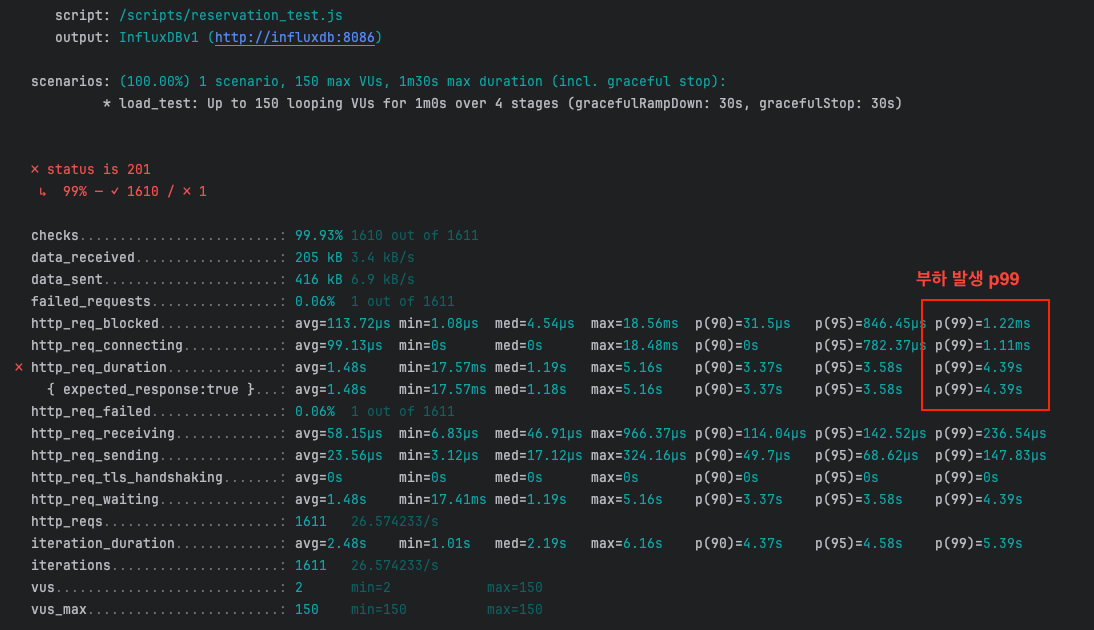 script: /scripts/reservation_test.js
output: InfluxDBv1 (http://influxdb:8086)
scenarios: (100.00%) 1 scenario, 150 max VUs, 1m30s max duration (incl. graceful stop):
* load_test: Up to 150 looping VUs for 1m0s over 4 stages (gracefulRampDown: 30s, gracefulStop: 30s)
✗ status is 201
↳  99% — ✓ 1610 / ✗ 1
checks.........................: 99.93% 1610 out of 1611
data_received..................: 205 kB 3.4 kB/s
data_sent......................: 416 kB 6.9 kB/s
부하 발생 p99
failed_requests................: 0.06%  1 out of 1611
http_req_blocked...............: avg=113.72µs min=1.08µs  med=4.54µs  max=18.56ms  p(90)=31.5µs   p(95)=846.45µs p(99)=1.22ms
http_req_connecting............: avg=99.13µs  min=0s      med=0s      max=18.48ms  p(90)=0s       p(95)=782.37µs p(99)=1.11ms
✗ http_req_duration..............: avg=1.48s    min=17.57ms med=1.19s   max=5.16s    p(90)=3.37s    p(95)=3.58s    p(99)=4.39s
{ expected_response:true }...: avg=1.48s    min=17.57ms med=1.18s   max=5.16s    p(90)=3.37s    p(95)=3.58s    p(99)=4.39s
http_req_failed................: 0.06%  1 out of 1611
http_req_receiving.............: avg=58.15µs  min=6.83µs  med=46.91µs max=966.37µs p(90)=114.04µs p(95)=142.52µs p(99)=236.54µs
http_req_sending...............: avg=23.56µs  min=3.12µs  med=17.12µs max=324.16µs p(90)=49.7µs   p(95)=68.62µs  p(99)=147.83µs
http_req_tls_handshaking.......: avg=0s       min=0s      med=0s      max=0s       p(90)=0s       p(95)=0s       p(99)=0s
http_req_waiting...............: avg=1.48s    min=17.41ms med=1.19s   max=5.16s    p(90)=3.37s    p(95)=3.58s    p(99)=4.39s
http_reqs......................: 1611   26.574233/s
iteration_duration.............: avg=2.48s    min=1.01s   med=2.19s   max=6.16s    p(90)=4.37s    p(95)=4.58s    p(99)=5.39s
iterations.....................: 1611   26.574233/s
vus............................: 2      min=2            max=150
vus_max........................: 150    min=150          max=150